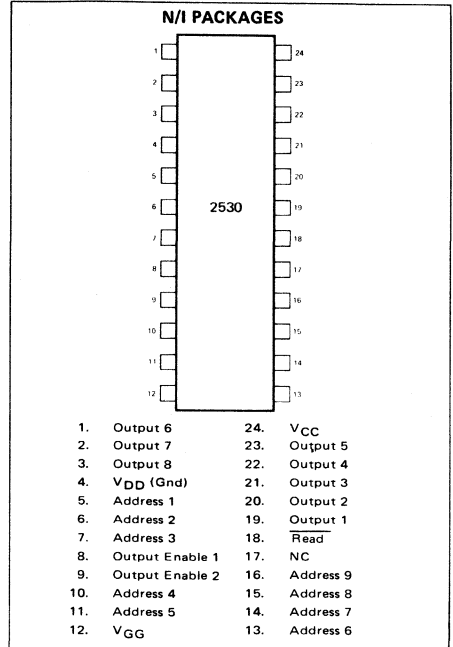 N/I PACKAGES
1 24
2 23
3 22
4 21
5 20
6 2530 19
7 18
8 17
9 16
10 15
11 14
12 13
1. Output 6 24. VCC
2. Output 7 23. Output 5
3. Output 8 22. Output 4
4. VDD (Gnd) 21. Output 3
5. Address 1 20. Output 2
6. Address 2 19. Output 1
7. Address 3 18. Read
8. Output Enable 1 17. NC
9. Output Enable 2 16. Address 9
10. Address 4 15. Address 8
11. Address 5 14. Address 7
12. VGG 13. Address 6